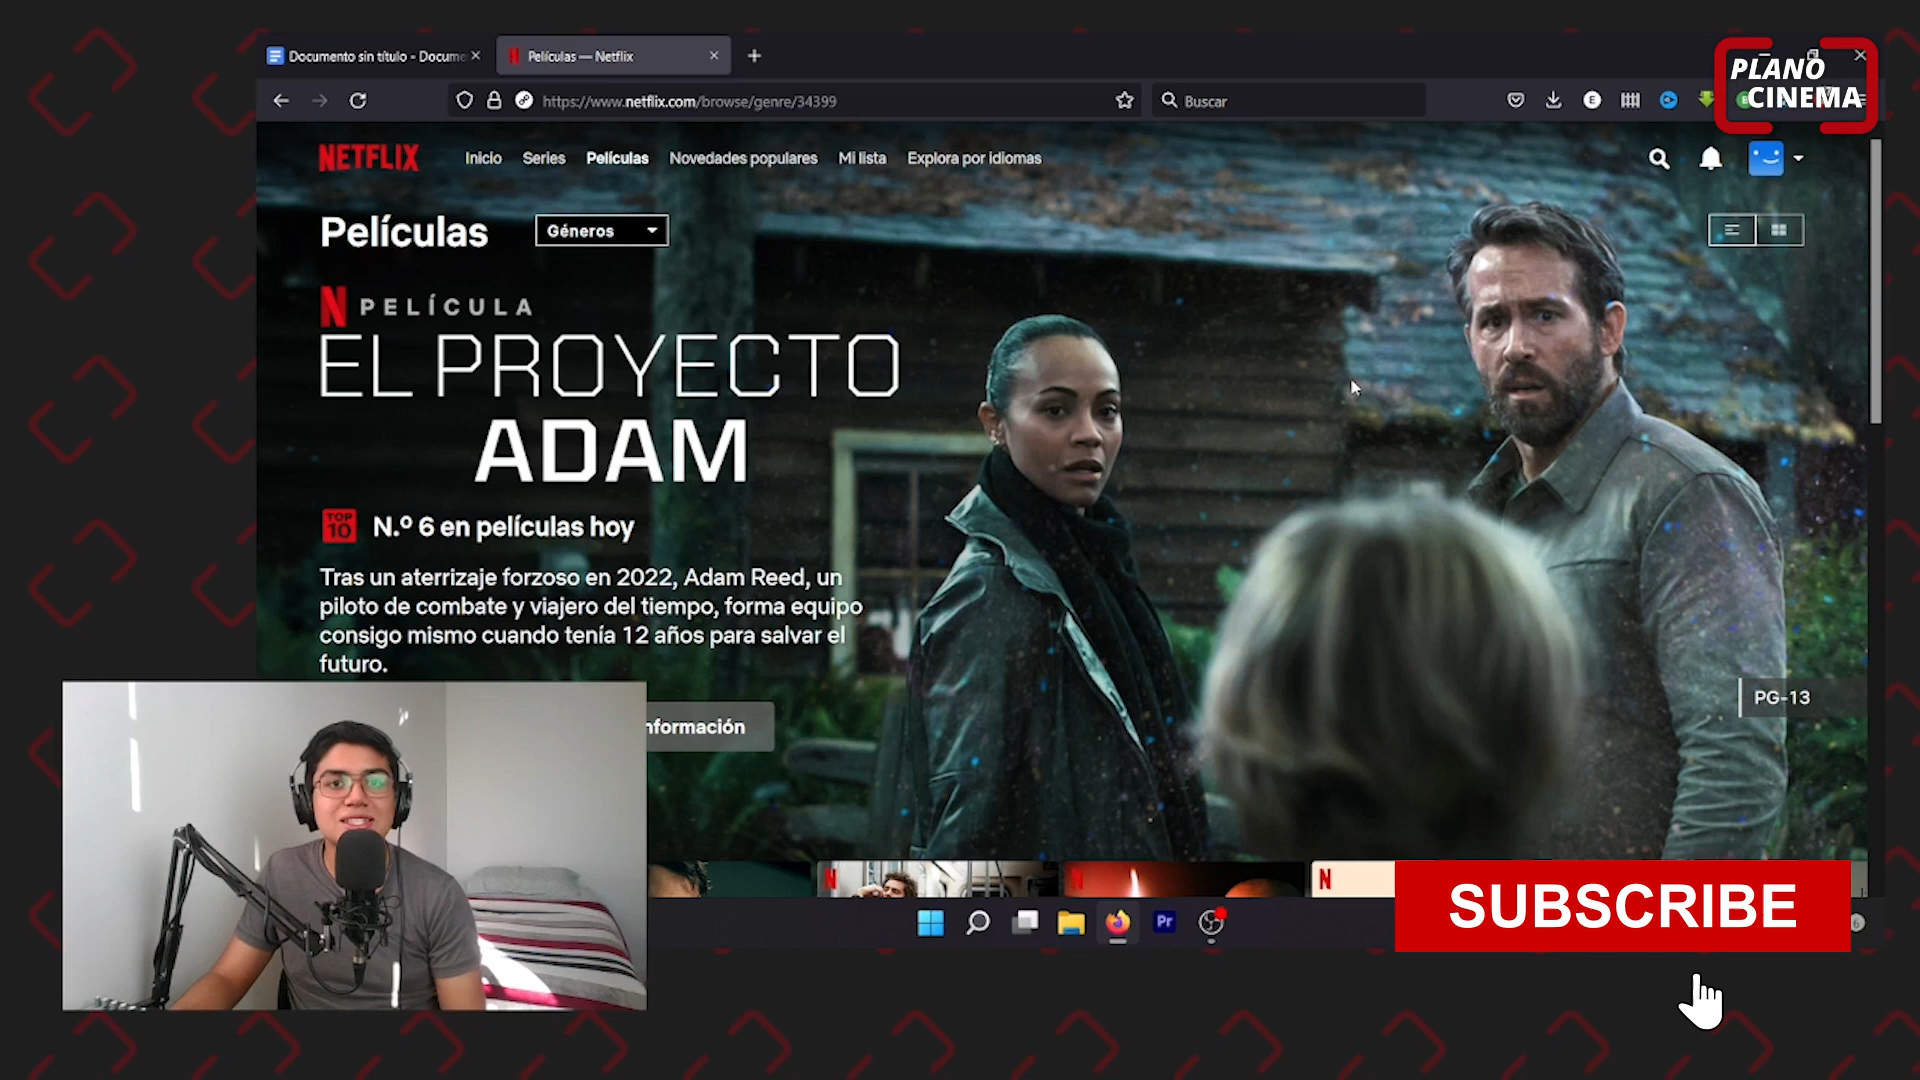 Documento sin título - Docume
Películas — Netflix
PLANO
CINEMA
https://www.netflix.com/browse/genre/34399
Buscar
NETFLIX
Inicio
Series
Películas
Novedades populares
Mi lista
Explora por idiomas
Películas
Géneros
N PELÍCULA
EL PROYECTO
ADAM
TOP
10
N.º 6 en películas hoy
Tras un aterrizaje forzoso en 2022, Adam Reed, un
piloto de combate y viajero del tiempo, forma equipo
consigo mismo cuando tenía 12 años para salvar el
futuro.
PG-13
nformación
N
N
N
SUBSCRIBE
Pr
6